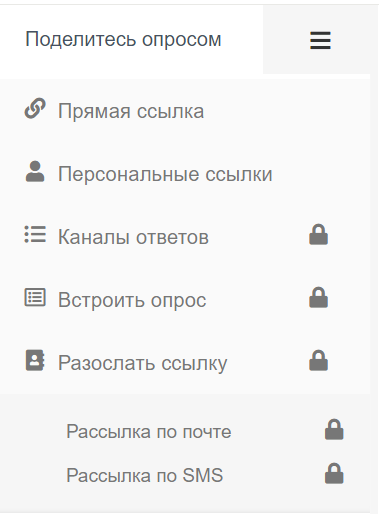 Поделитесь опросом
Прямая ссылка
Персональные ссылки
Каналы ответов
Встроить опрос
Разослать ссылку
Рассылка по почте
Рассылка по SMS